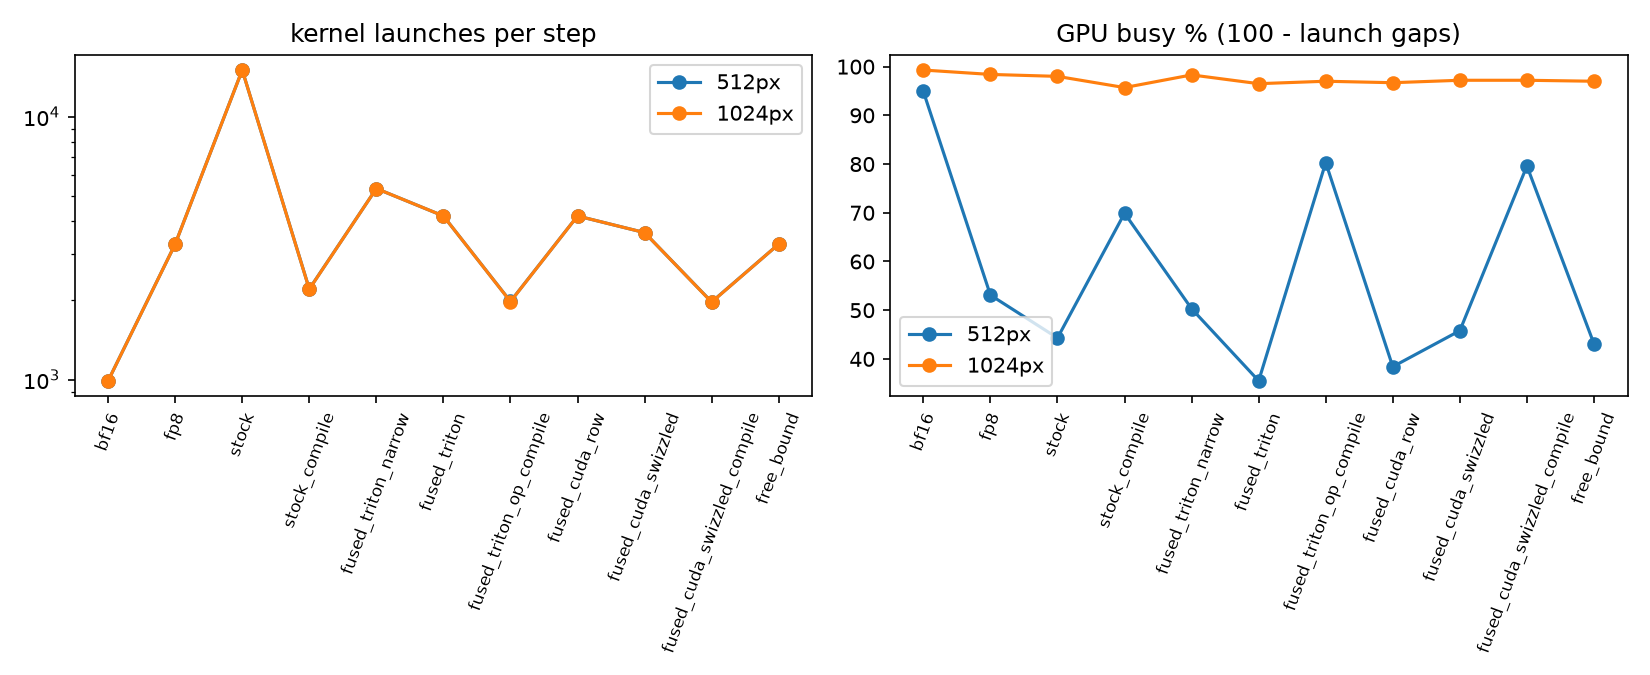 kernel launches per step
10^4
10^3
512px
1024px
bf16
fp8
stock
stock_compile
fused_triton_narrow
fused_triton
fused_triton_op_compile
fused_cuda_row
fused_cuda_swizzled
fused_cuda_swizzled_compile
free_bound
GPU busy % (100 - launch gaps)
100
90
80
70
60
50
40
512px
1024px
bf16
fp8
stock
stock_compile
fused_triton_narrow
fused_triton
fused_triton_op_compile
fused_cuda_row
fused_cuda_swizzled
fused_cuda_swizzled_compile
free_bound